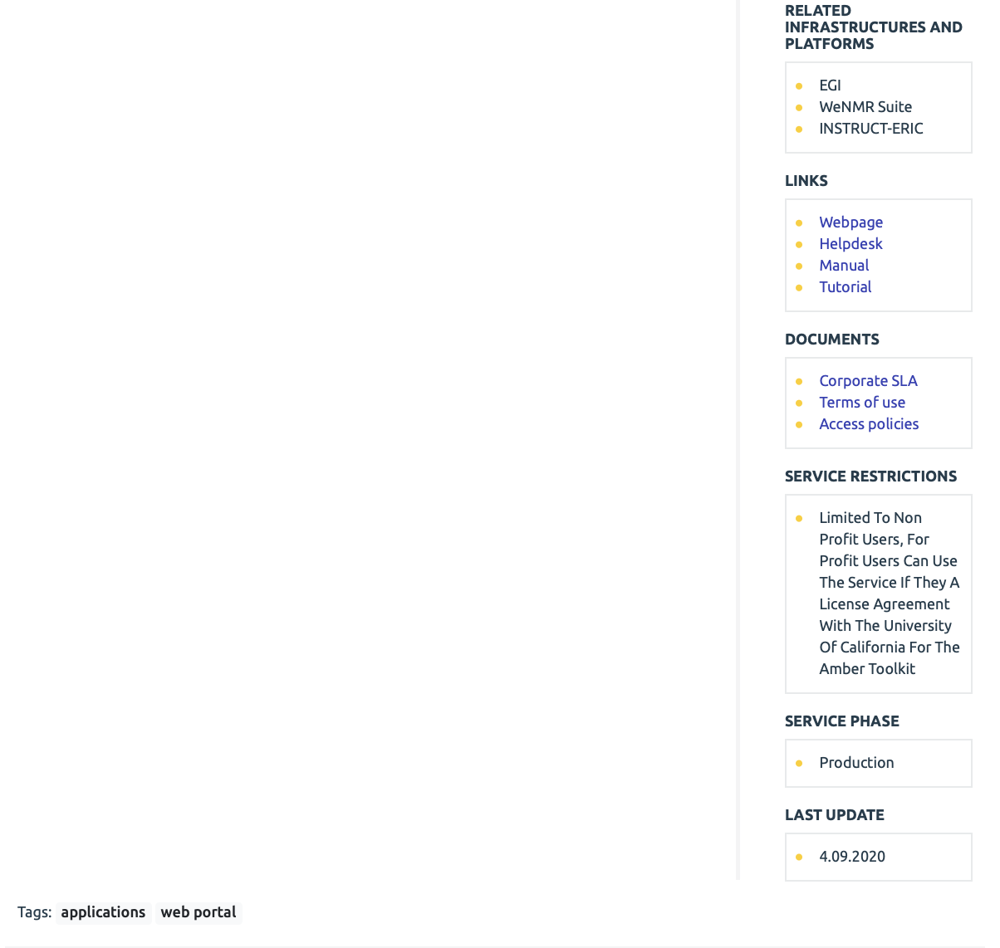 RELATED
INFRASTRUCTURES AND
PLATFORMS
EGI
WeNMR Suite
INSTRUCT-ERIC
LINKS
Webpage
Helpdesk
Manual
Tutorial
DOCUMENTS
Corporate SLA
Terms of use
Access policies
SERVICE RESTRICTIONS
Limited To Non
Profit Users, For
Profit Users Can Use
The Service If They A
License Agreement
With The University
Of California For The
Amber Toolkit
SERVICE PHASE
Production
LAST UPDATE
4.09.2020
Tags: applications web portal